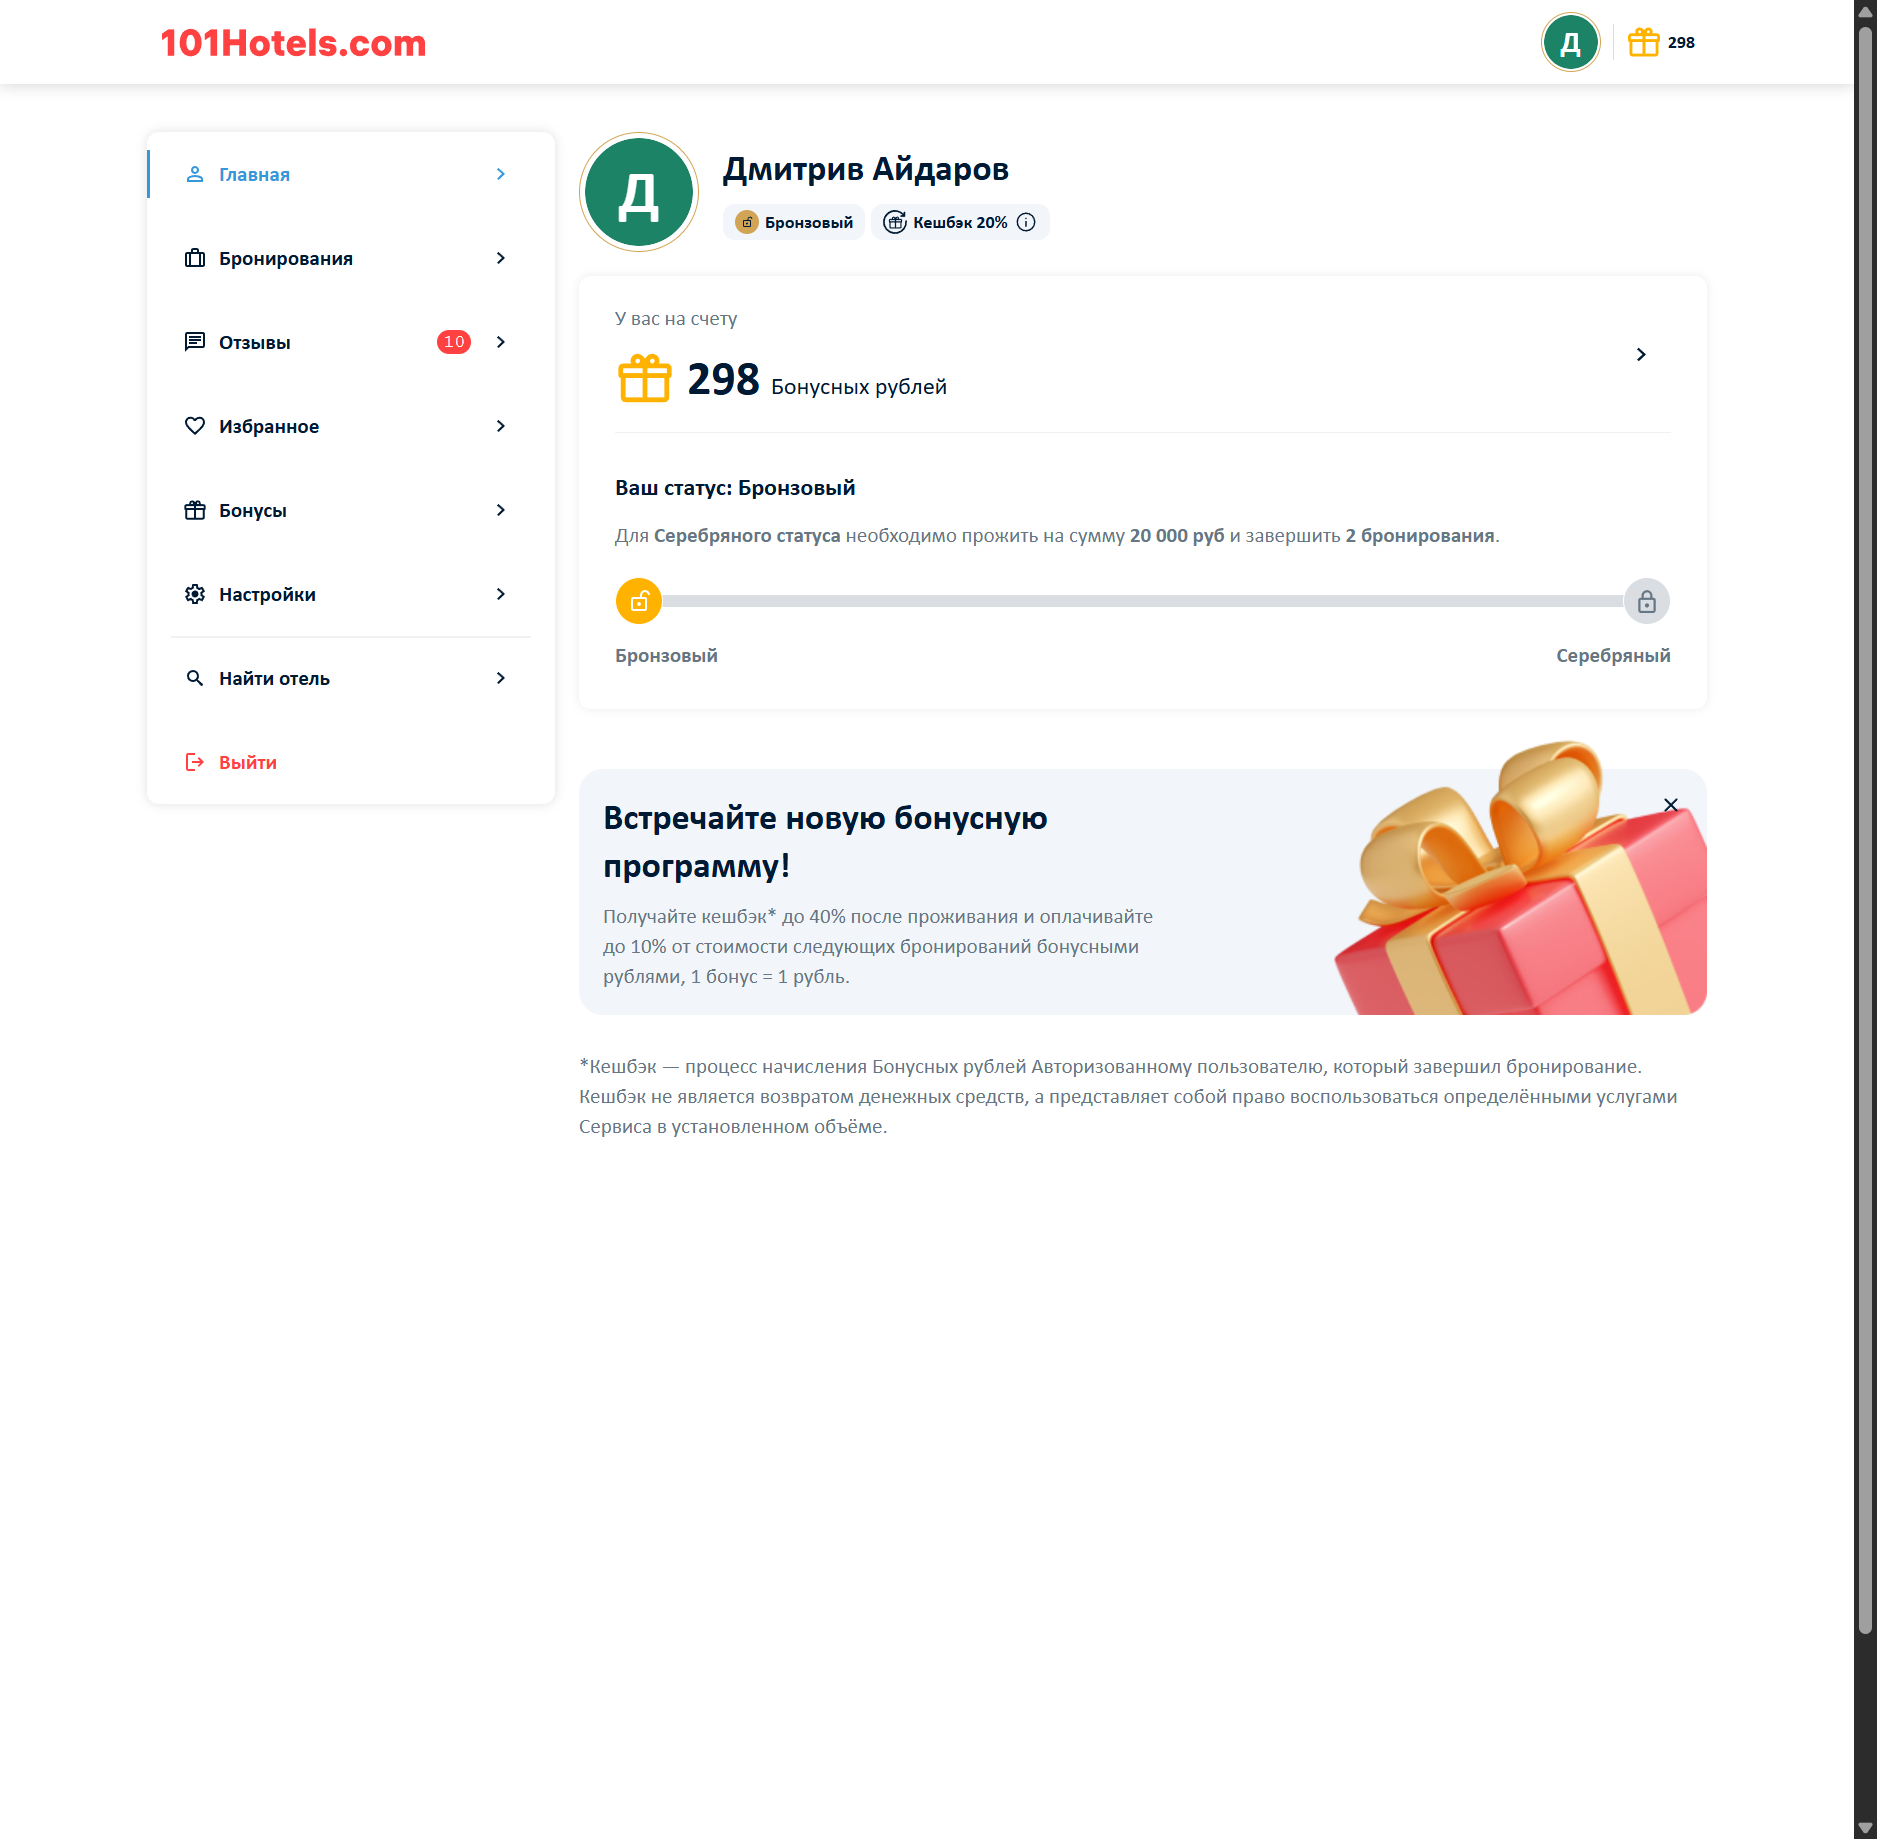 101Hotels.com
Д
298
Главная
Бронирования
Отзывы 10
Избранное
Бонусы
Настройки
Найти отель
Выйти
Д
Дмитрив Айдаров
Бронзовый Кешбэк 20%
У вас на счету
298 Бонусных рублей
Ваш статус: Бронзовый
Для Серебряного статуса необходимо прожить на сумму 20 000 руб и завершить 2 бронирования.
Бронзовый Серебряный
Встречайте новую бонусную
программу!
Получайте кешбэк* до 40% после проживания и оплачивайте
до 10% от стоимости следующих бронирований бонусными
рублями, 1 бонус = 1 рубль.
*Кешбэк — процесс начисления Бонусных рублей Авторизованному пользователю, который завершил бронирование.
Кешбэк не является возвратом денежных средств, а представляет собой право воспользоваться определёнными услугами
Сервиса в установленном объёме.